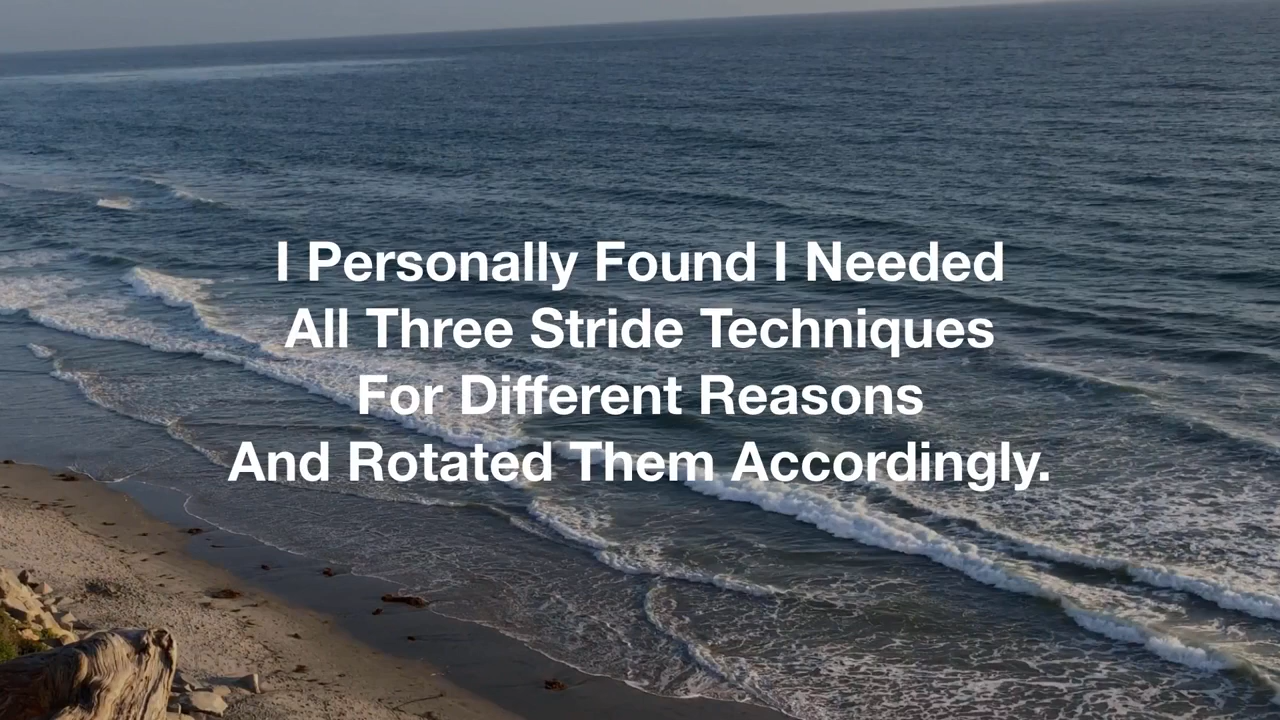 I Personally Found I Needed
All Three Stride Techniques
For Different Reasons
And Rotated Them Accordingly.